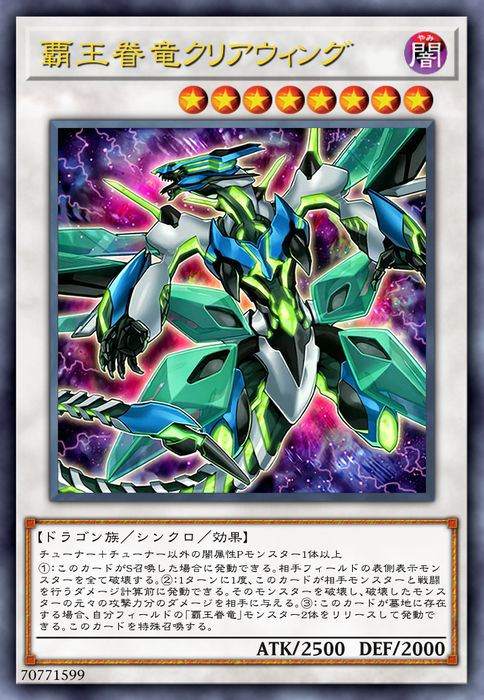 覇王眷竜クリアウィング
やみ
闇
【ドラゴン族／シンクロ／効果】
チューナー＋チューナー以外の闇属性Pモンスター1体以上
①：このカードがS召喚した場合に発動できる。相手フィールドの表側表示モ
ンスターを全て破壊する。②：1ターンに1度、このカードが相手モンスターと戦闘
を行うダメージ計算前に発動できる。そのモンスターを破壊し、破壊したモンス
ターの元々の攻撃力分のダメージを相手に与える。③：このカードが墓地に存在
する場合、自分フィールドの「覇王眷竜」モンスター2体をリリースして発動で
きる。このカードを特殊召喚する。
ATK/2500 DEF/2000
70771599